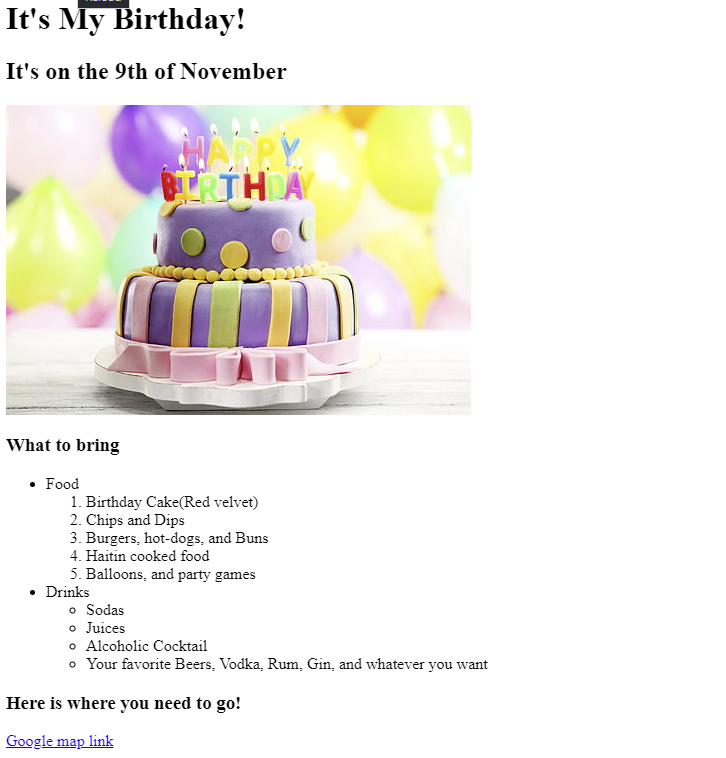 It's My Birthday!
It's on the 9th of November
HAPPY
BIRTHDAY
What to bring
Food
1. Birthday Cake(Red velvet)
2. Chips and Dips
3. Burgers, hot-dogs, and Buns
4. Haitin cooked food
5. Balloons, and party games
Drinks
Sodas
Juices
Alcoholic Cocktail
Your favorite Beers, Vodka, Rum, Gin, and whatever you want
Here is where you need to go!
Google map link